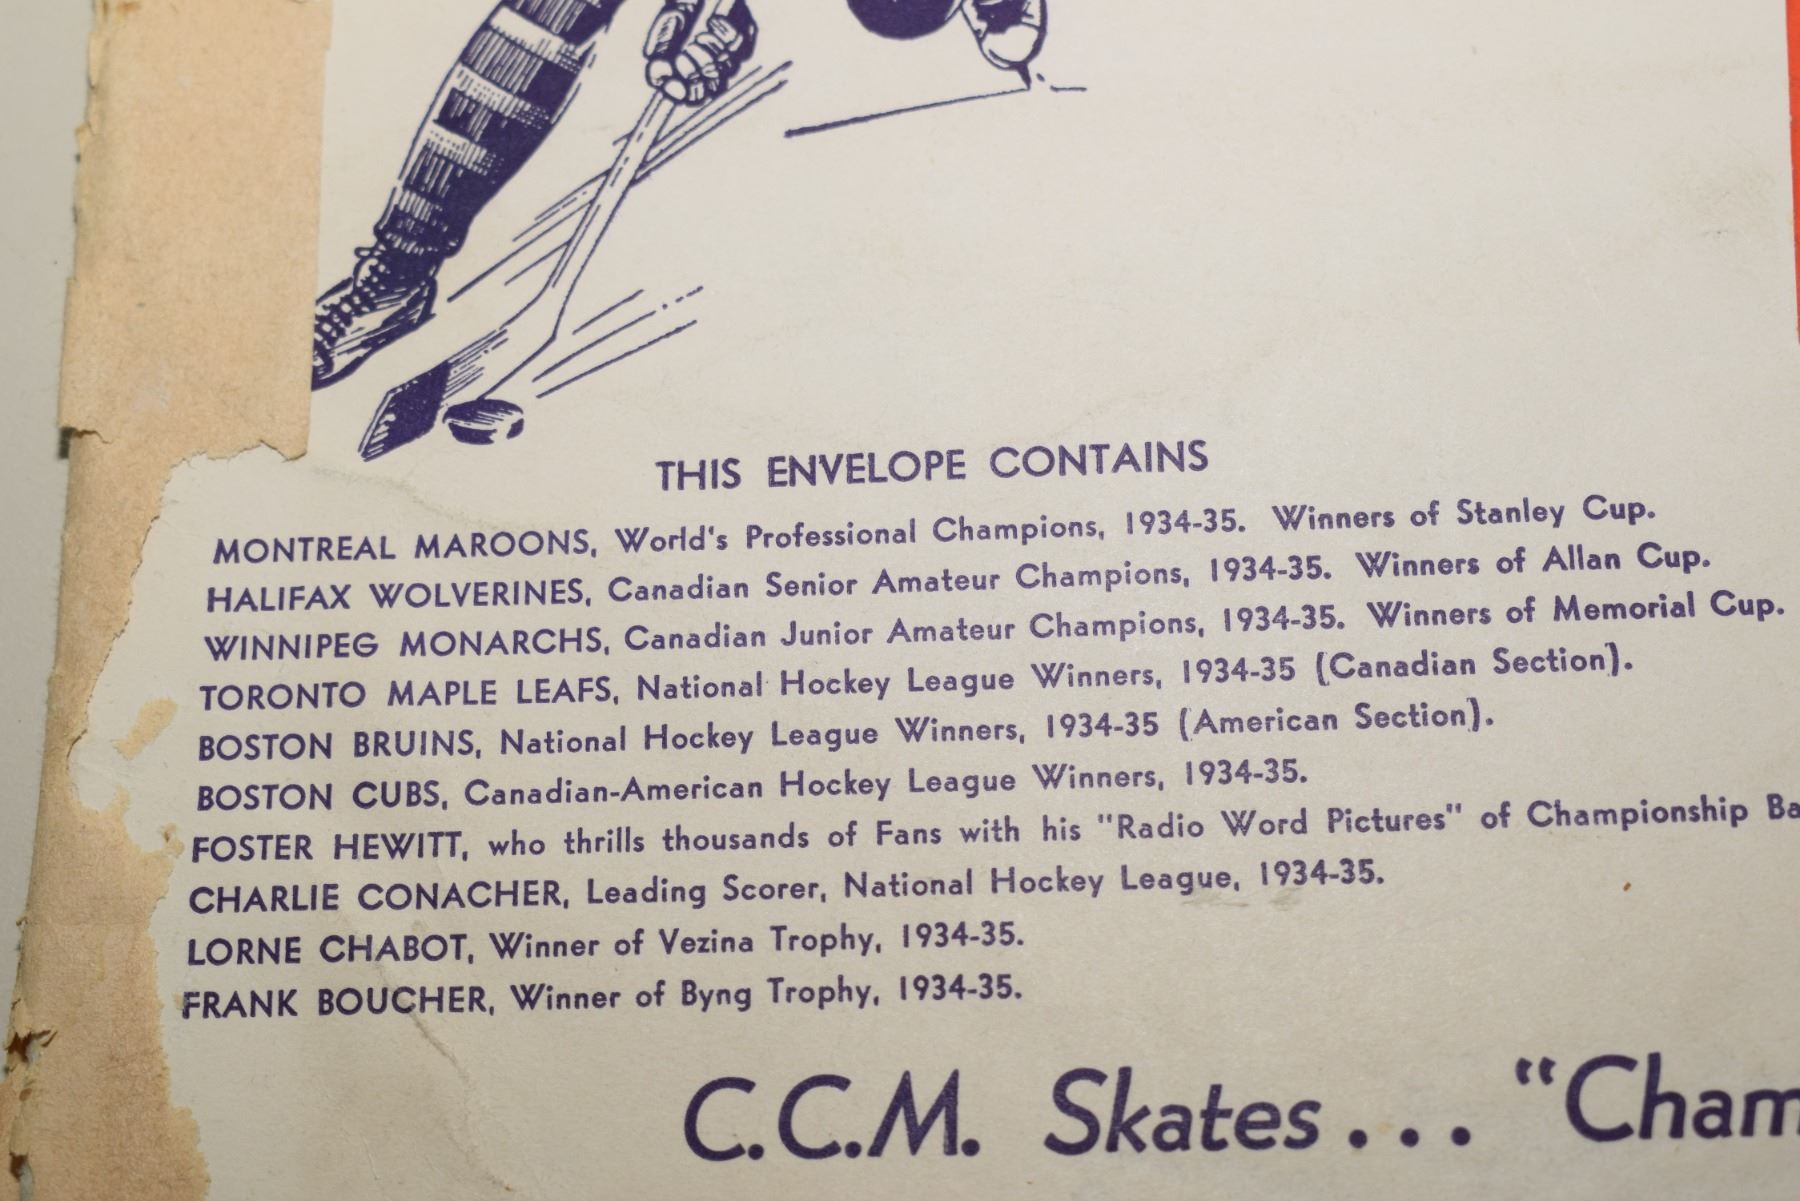 THIS ENVELOPE CONTAINS
MONTREAL MAROONS, World's Professional Champions, 1934-35. Winners of Stanley Cup.
HALIFAX WOLVERINES, Canadian Senior Amateur Champions, 1934-35. Winners of Allan Cup.
WINNIPEG MONARCHS, Canadian Junior Amateur Champions, 1934-35. Winners of Memorial Cup.
TORONTO MAPLE LEAFS, National Hockey League Winners, 1934-35 (Canadian Section).
BOSTON BRUINS, National Hockey League Winners, 1934-35 (American Section).
BOSTON CUBS, Canadian-American Hockey League Winners, 1934-35.
FOSTER HEWITT, who thrills thousands of Fans with his "Radio Word Pictures" of Championship
CHARLIE CONACHER, Leading Scorer, National Hockey League, 1934-35.
LORNE CHABOT, Winner of Vezina Trophy, 1934-35.
FRANK BOUCHER, Winner of Byng Trophy, 1934-35.
C.C.M. Skates... "Cham